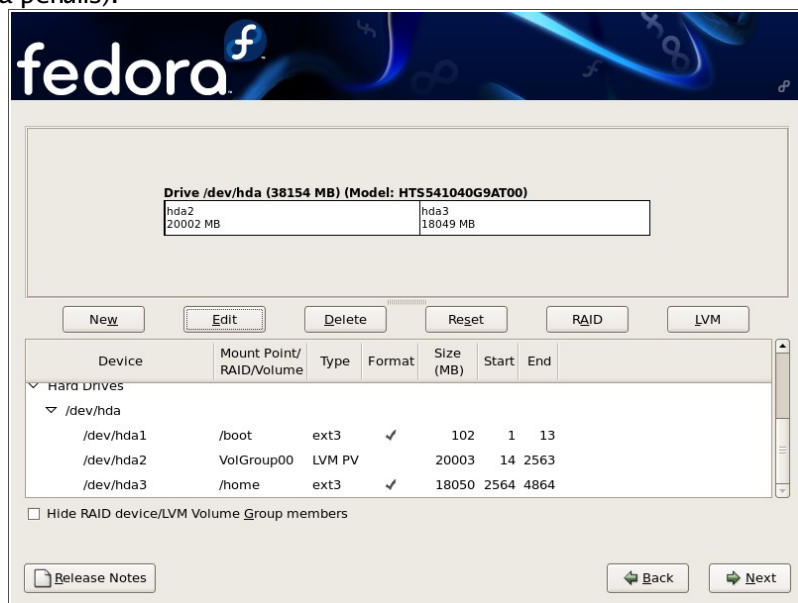 a penulis).
fedora
Drive /dev/hda (38154 MB) (Model: HTS541040G9AT00)
hda2 hda3
20002 MB 18049 MB
New Edit Delete Reset RAID LVM
Device Mount Point/ RAID/Volume Type Format Size (MB) Start End
Hard Drives
/dev/hda
/dev/hda1 /boot ext3 102 1 13
/dev/hda2 VolGroup00 LVM PV 20003 14 2563
/dev/hda3 /home ext3 18050 2564 4864
Hide RAID device/LVM Volume Group members
Release Notes Back Next